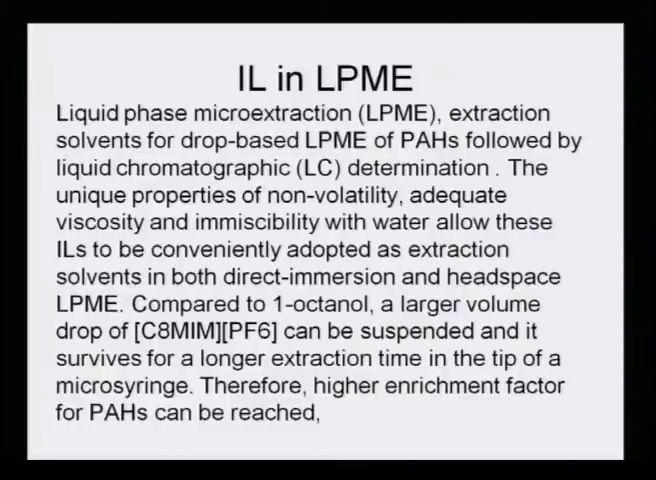 IL in LPME
Liquid phase microextraction (LPME), extraction
solvents for drop-based LPME of PAHs followed by
liquid chromatographic (LC) determination . The
unique properties of non-volatility, adequate
viscosity and immiscibility with water allow these
ILs to be conveniently adopted as extraction
solvents in both direct-immersion and headspace
LPME. Compared to 1-octanol, a larger volume
drop of [C8MIM][PF6] can be suspended and it
survives for a longer extraction time in the tip of a
microsyringe. Therefore, higher enrichment factor
for PAHs can be reached,